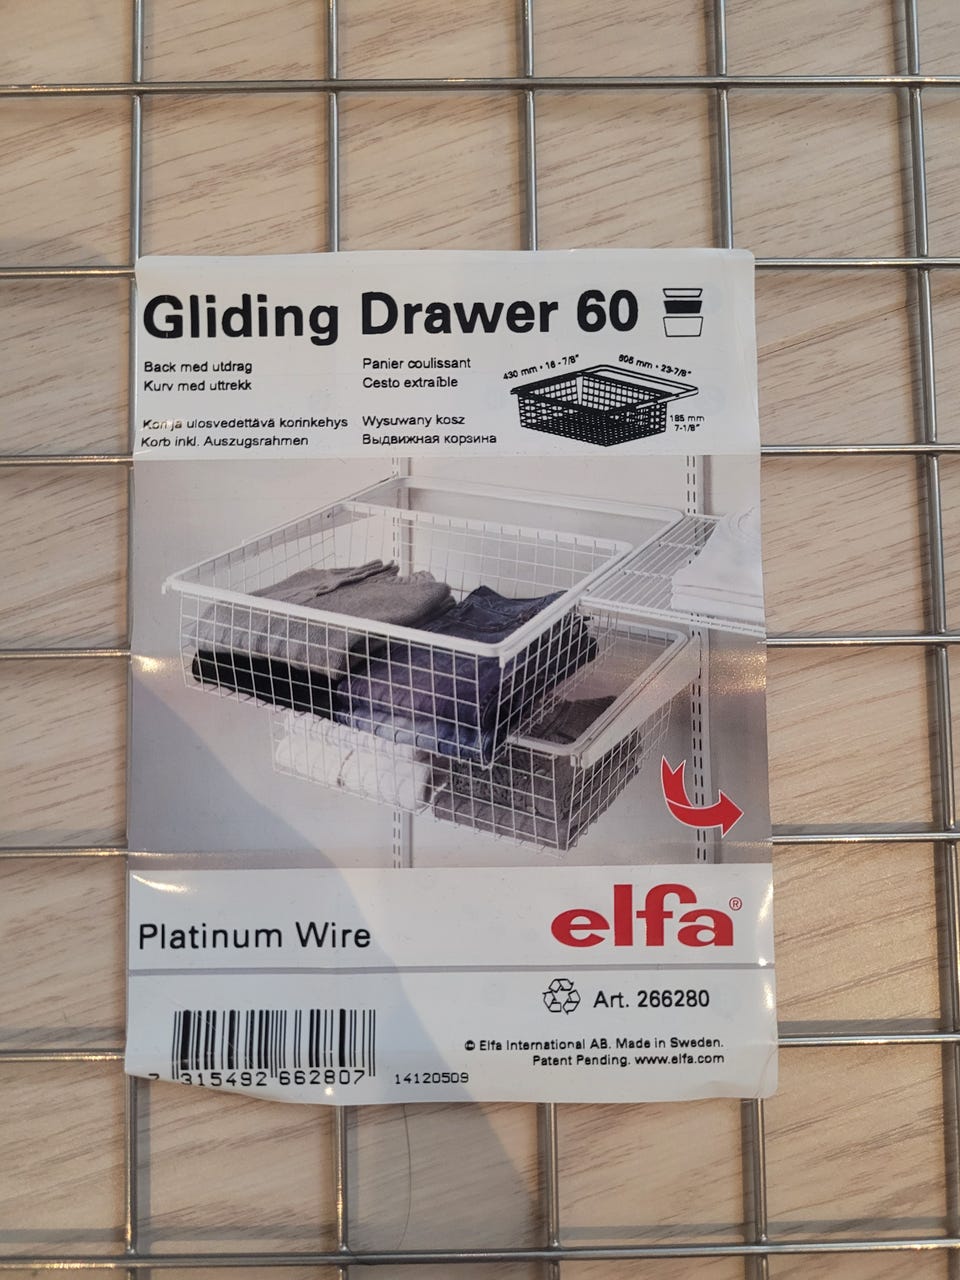 Gliding Drawer 60
Back med utdrag
Kurv med uttrekk
Kori ja ulosvedettävä korinkehys
Korb inkl. Auszugsrahmen
Panier coulissant
Cesto extraíble
Wysuwany kosz
Выдвижная корзина
430 mm • 16 -7/8"
605 mm • 23-7/8"
185 mm
7-1/8"
Platinum Wire
elfa®
Art. 266280
© Elfa International AB. Made in Sweden.
Patent Pending. www.elfa.com
7 315492 662807
14120509